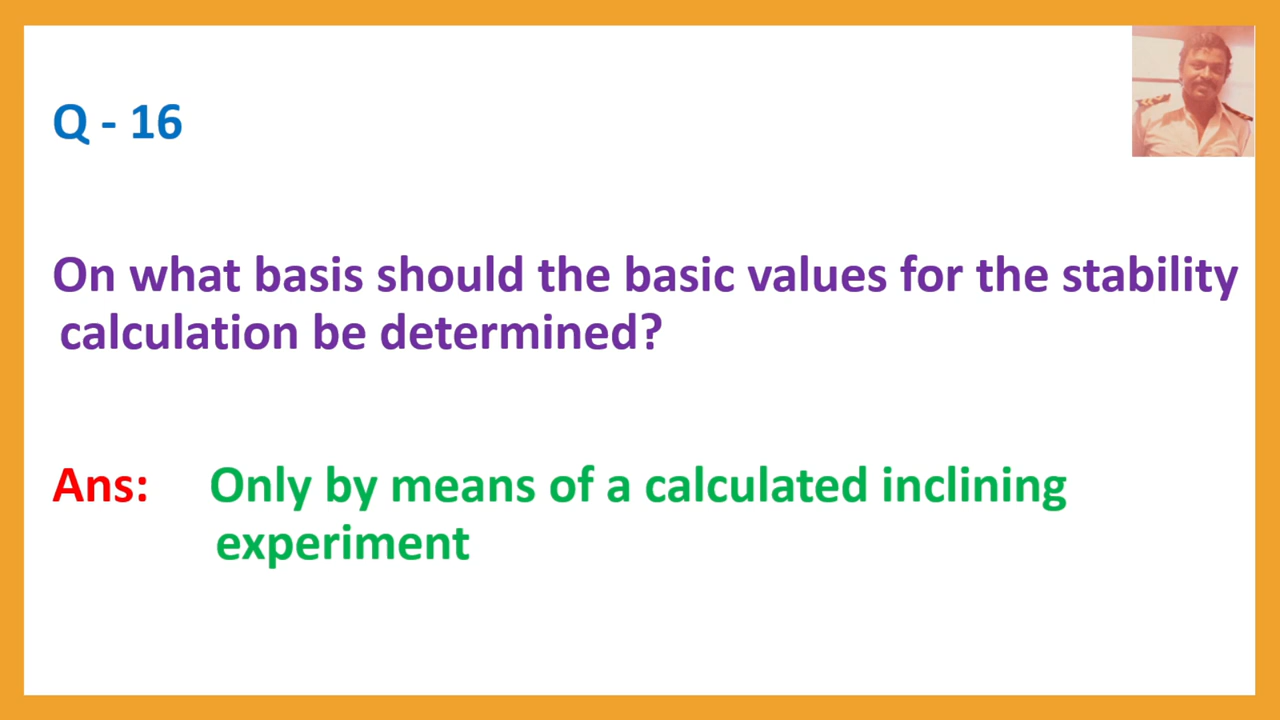 Q - 16
On what basis should the basic values for the stability
calculation be determined?
Ans: Only by means of a calculated inclining
experiment